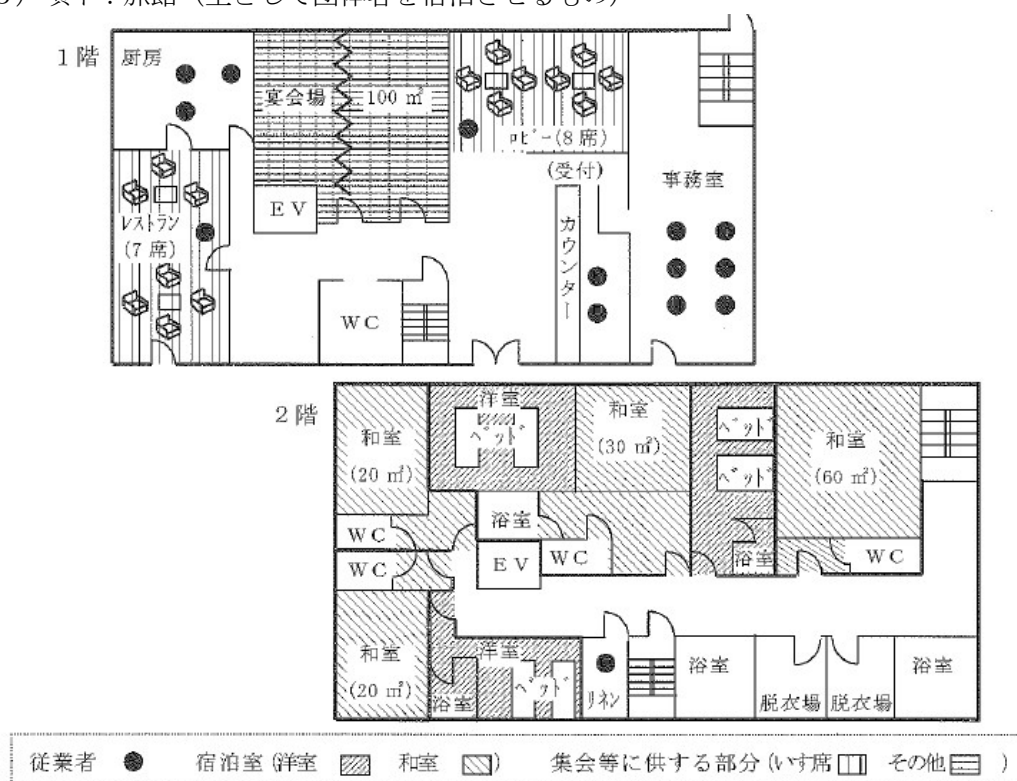 項5：旅館（主として団体客を宿泊させるもの）
1階
厨房
宴会場 100㎡
ロビー(8席)
(受付)
事務室
EV
レストラン
(7席)
カウンター
WC
2階
和室
(20㎡)
洋室
ベッド
和室
(30㎡)
ベッド
ベッド
和室
(60㎡)
浴室
WC
WC
EV
WC
浴室
WC
和室
(20㎡)
洋室
浴室
ベッド
リネン
浴室
脱衣場
脱衣場
浴室
従業者 ● 宿泊室(洋室 和室 ) 集会等に供する部分(いす席 その他 )